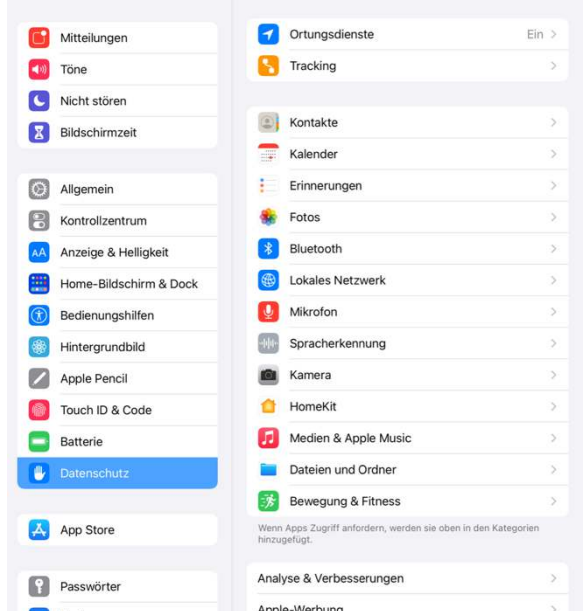 Mitteilungen
Töne
Nicht stören
Bildschirmzeit
Allgemein
Kontrollzentrum
AA Anzeige & Helligkeit
Home-Bildschirm & Dock
Bedienungshilfen
Hintergrundbild
Apple Pencil
Touch ID & Code
Batterie
Datenschutz
App Store
Passwörter
Ortungsdienste Ein
Tracking
Kontakte
Kalender
Erinnerungen
Fotos
Bluetooth
Lokales Netzwerk
Mikrofon
Spracherkennung
Kamera
HomeKit
Medien & Apple Music
Dateien und Ordner
Bewegung & Fitness
Wenn Apps Zugriff anfordern, werden sie oben in den Kategorien
hinzugefügt.
Analyse & Verbesserungen
Apple-Werbung